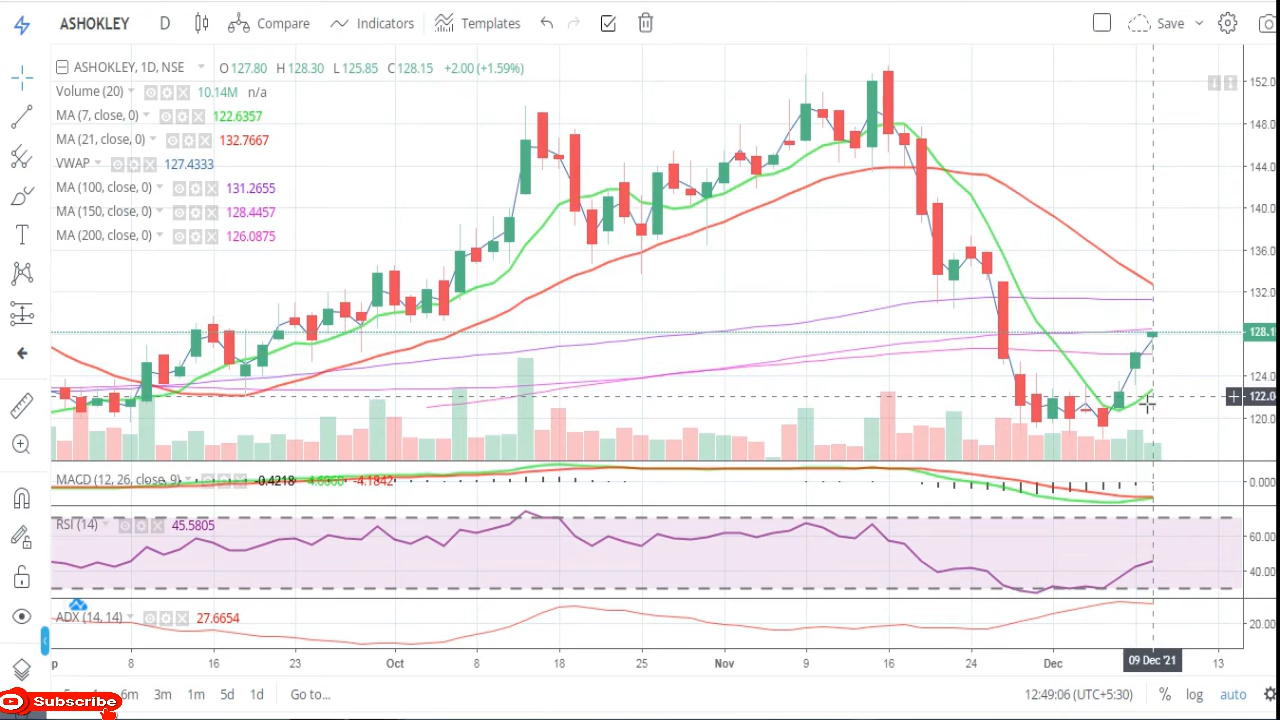 ASHOKLEY D Compare Indicators Templates Save
ASHOKLEY, 1D, NSE O127.80 H128.30 L125.85 C128.15 +2.00 (+1.59%)
Volume (20) 10.14M n/a
MA (7, close, 0) 122.6357
MA (21, close, 0) 132.7667
VWAP 127.4333
MA (100, close, 0) 131.2655
MA (150, close, 0) 128.4457
MA (200, close, 0) 126.0875
152.0
148.0
144.0
140.0
136.0
132.0
128.1
124.0
122.0
120.0
MACD (12, 26, close, 9) -0.4218 -4.1842
0.000
RSI (14) 45.5805
60.00
40.00
ADX (14, 14) 27.6654
20.00
8 16 23 Oct 6 18 25 Nov 9 16 24 Dec 09 Dec '21 13
6m 3m 1m 5d 1d Go to... 12:49:06 (UTC+5:30) % log auto
Subscribe